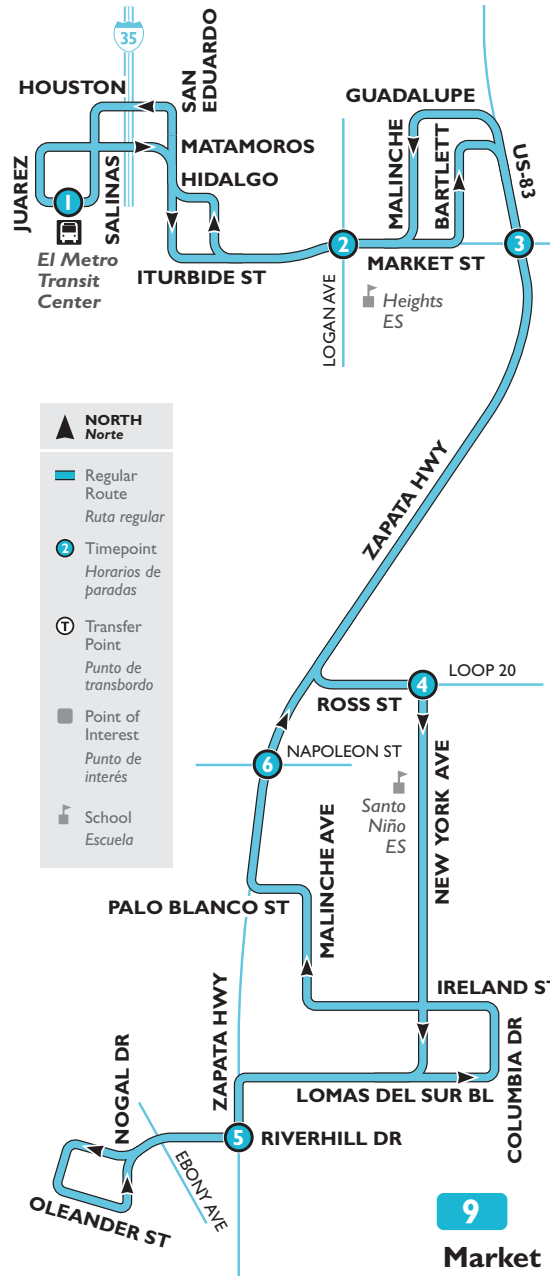 35
HOUSTON
SAN
EDUARDO
GUADALUPE
JUAREZ
SALINAS
MATAMOROS
HIDALGO
MALINCHE
BARTLETT
US-83
1
El Metro
Transit
Center
ITURBIDE ST
2
MARKET ST
3
LOGAN AVE
Heights
ES
NORTH
Norte
Regular
Route
Ruta regular
2
Timepoint
Horarios de
paradas
T
Transfer
Point
Punto de
transbordo
Point of
Interest
Punto de
interés
School
Escuela
ZAPATA HWY
4
LOOP 20
ROSS ST
6
NAPOLEON ST
Santo
Niño
ES
NEW YORK AVE
MALINCHE AVE
PALO BLANCO ST
IRELAND ST
COLUMBIA DR
ZAPATA HWY
LOMAS DEL SUR BL
NOGAL DR
5
RIVERHILL DR
EBONY AVE
OLEANDER ST
9
Market